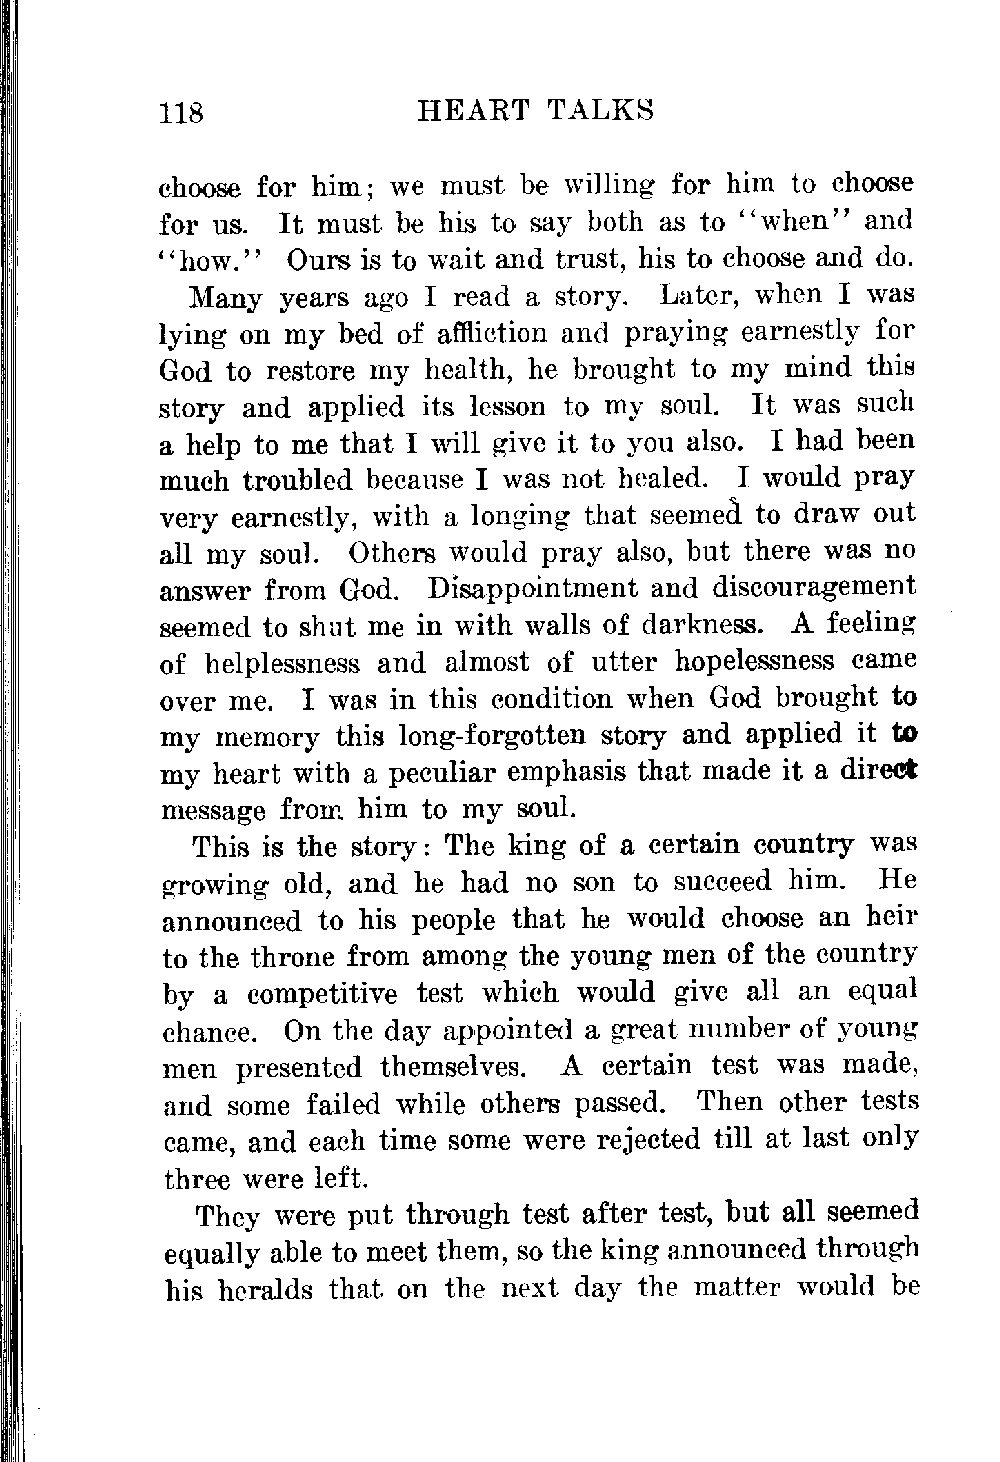 118 HEART TALKS
choose for him; we must be willing for him to choose
for us. It must be his to say both as to "when" and
"how." Ours is to wait and trust, his to choose and do.
Many years ago I read a story. Later, when I was
lying on my bed of affliction and praying earnestly for
God to restore my health, he brought to my mind this
story and applied its lesson to my soul. It was such
a help to me that I will give it to you also. I had been
much troubled because I was not healed. I would pray
very earnestly, with a longing that seemed to draw out
all my soul. Others would pray also, but there was no
answer from God. Disappointment and discouragement
seemed to shut me in with walls of darkness. A feeling
of helplessness and almost of utter hopelessness came
over me. I was in this condition when God brought to
my memory this long-forgotten story and applied it to
my heart with a peculiar emphasis that made it a direct
message from him to my soul.
This is the story: The king of a certain country was
growing old, and he had no son to succeed him. He
announced to his people that he would choose an heir
to the throne from among the young men of the country
by a competitive test which would give all an equal
chance. On the day appointed a great number of young
men presented themselves. A certain test was made,
and some failed while others passed. Then other tests
came, and each time some were rejected till at last only
three were left.
They were put through test after test, but all seemed
equally able to meet them, so the king announced through
his heralds that on the next day the matter would be